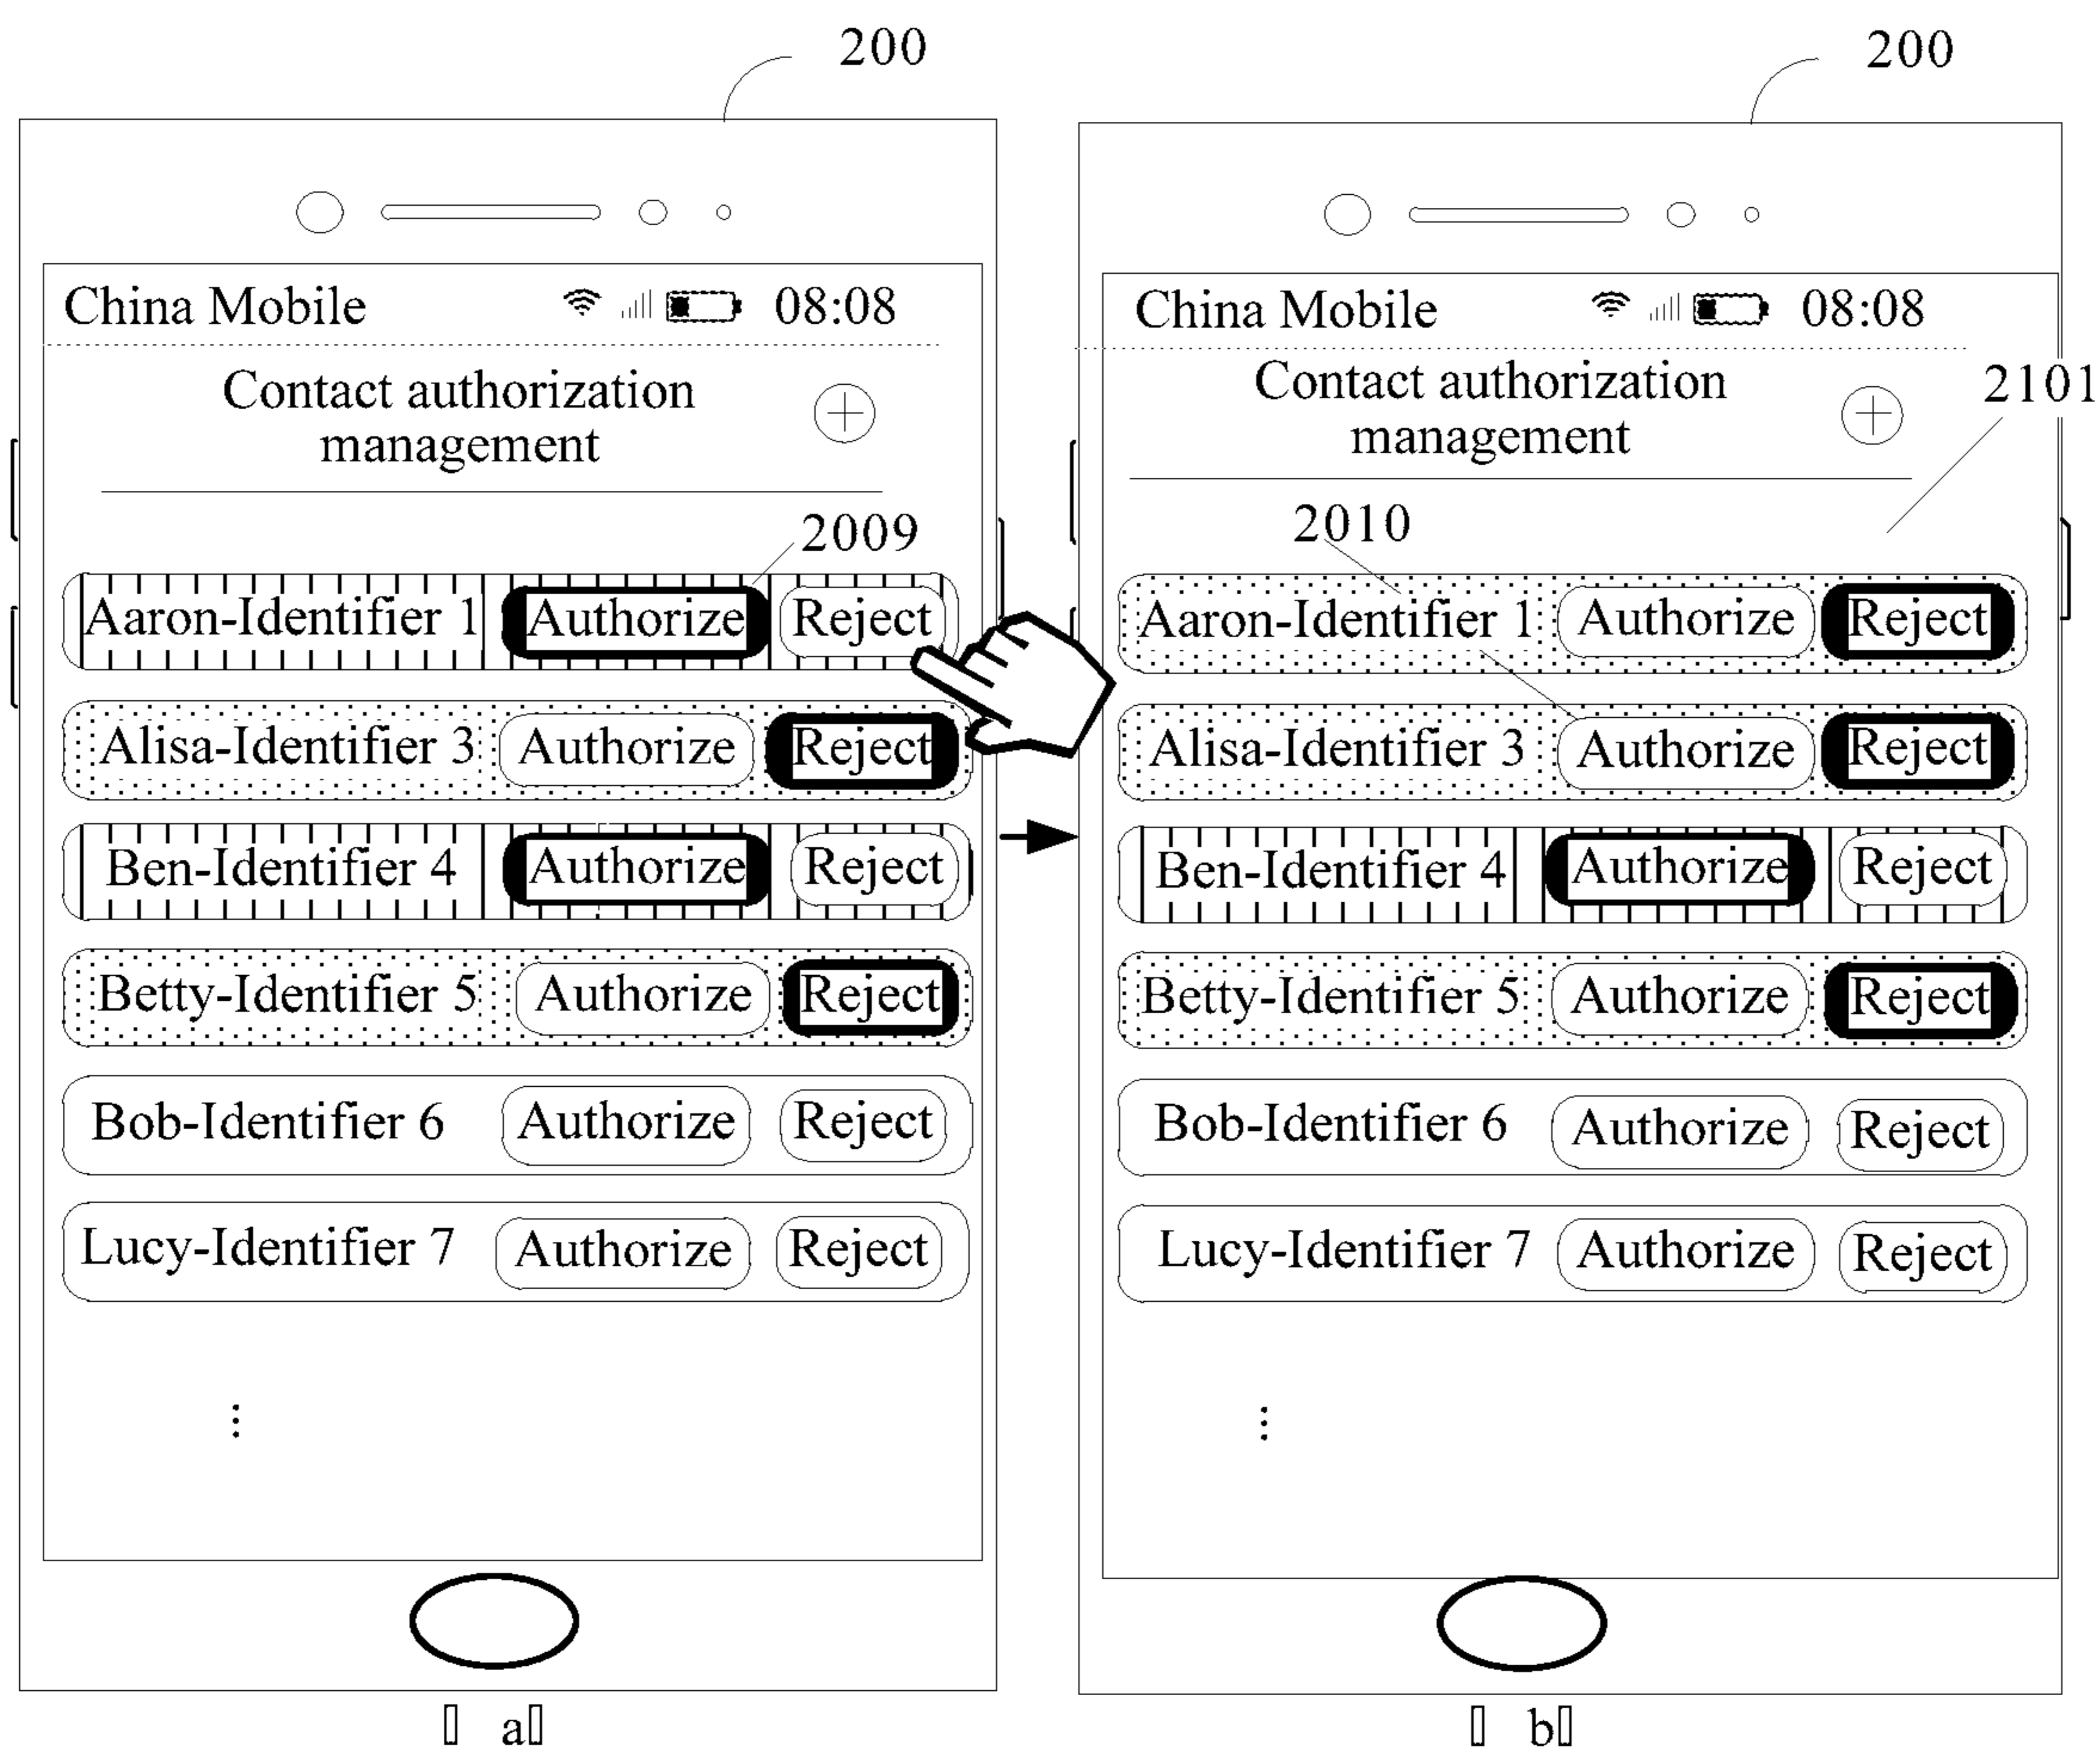 200
China Mobile 08:08
Contact authorization
management
2009
Aaron-Identifier 1 Authorize Reject
Alisa-Identifier 3 Authorize Reject
Ben-Identifier 4 Authorize Reject
Betty-Identifier 5 Authorize Reject
Bob-Identifier 6 Authorize Reject
Lucy-Identifier 7 Authorize Reject
⋮
a
200
China Mobile 08:08
Contact authorization
management
2101
2010
Aaron-Identifier 1 Authorize Reject
Alisa-Identifier 3 Authorize Reject
Ben-Identifier 4 Authorize Reject
Betty-Identifier 5 Authorize Reject
Bob-Identifier 6 Authorize Reject
Lucy-Identifier 7 Authorize Reject
⋮
b